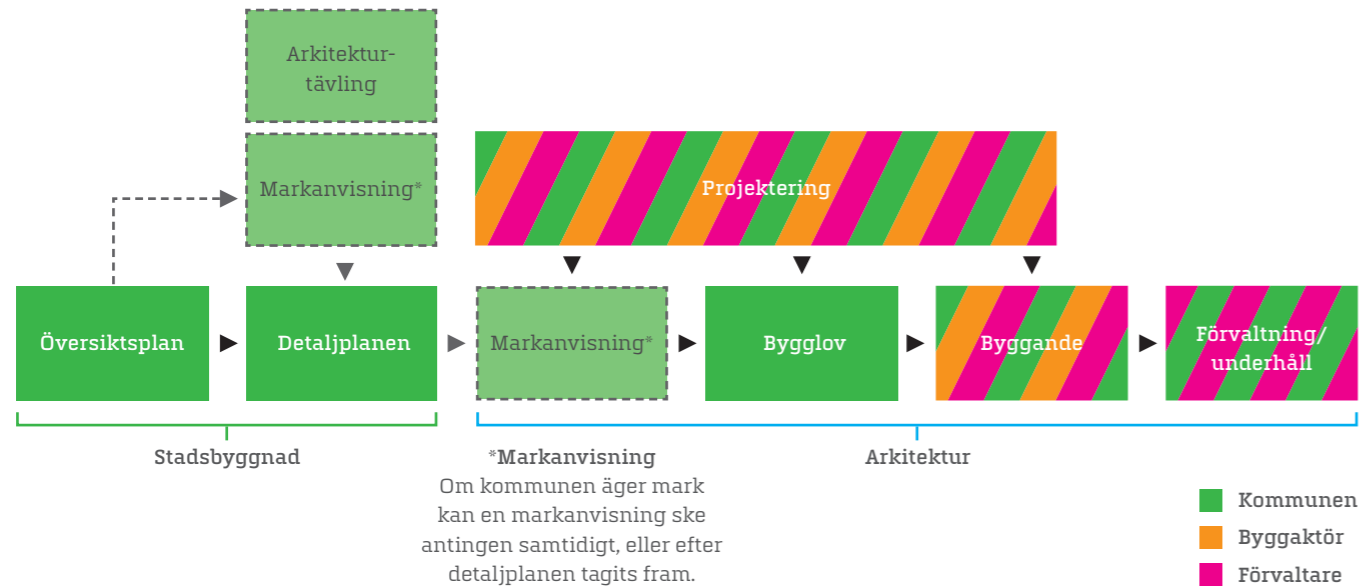 Arkitektur-
tävling
Markanvisning*
Projektering
Översiktsplan
Detaljplanen
Markanvisning*
Bygglov
Byggande
Förvaltning/
underhåll
Stadsbyggnad
*Markanvisning
Om kommunen äger mark
kan en markanvisning ske
antingen samtidigt, eller efter
detaljplanen tagits fram.
Arkitektur
Kommunen
Byggaktör
Förvaltare